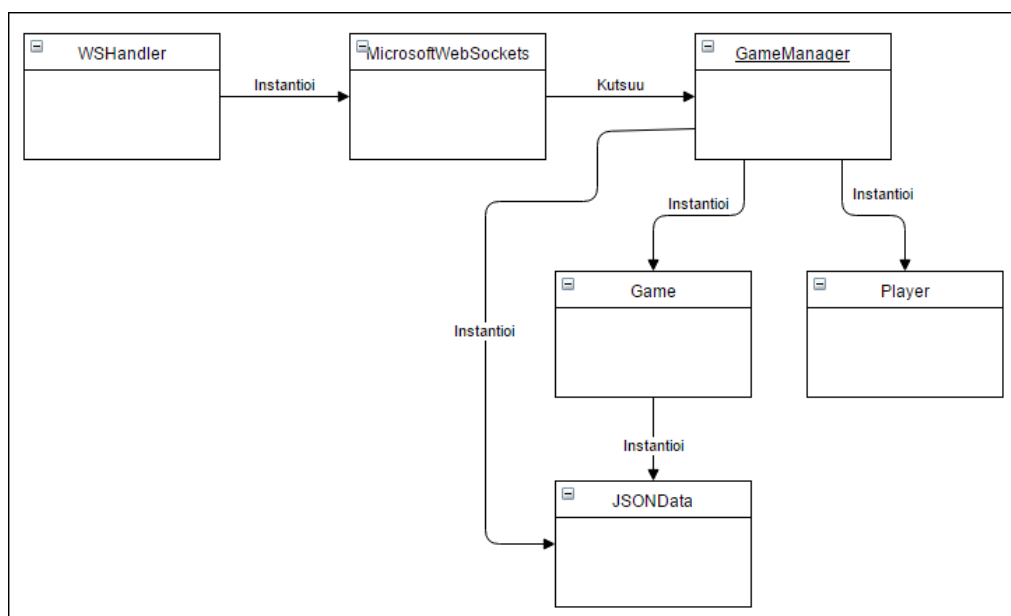 WSHandler
MicrosoftWebSockets
GameManager
Instantioi
Kutsuu
Instantioi
Instantioi
Game
Player
Instantioi
Instantioi
JSONData